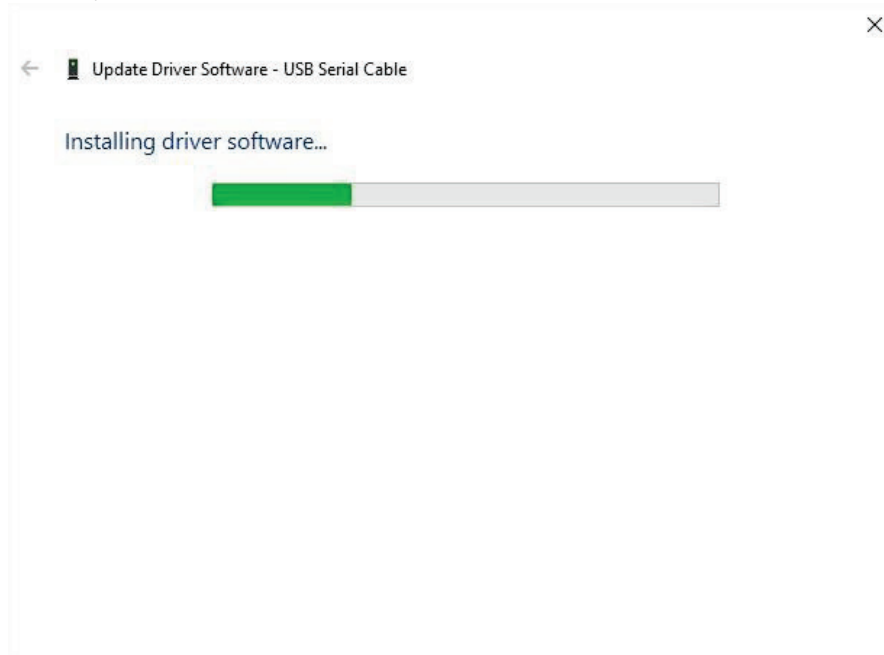 Update Driver Software - USB Serial Cable
Installing driver software...